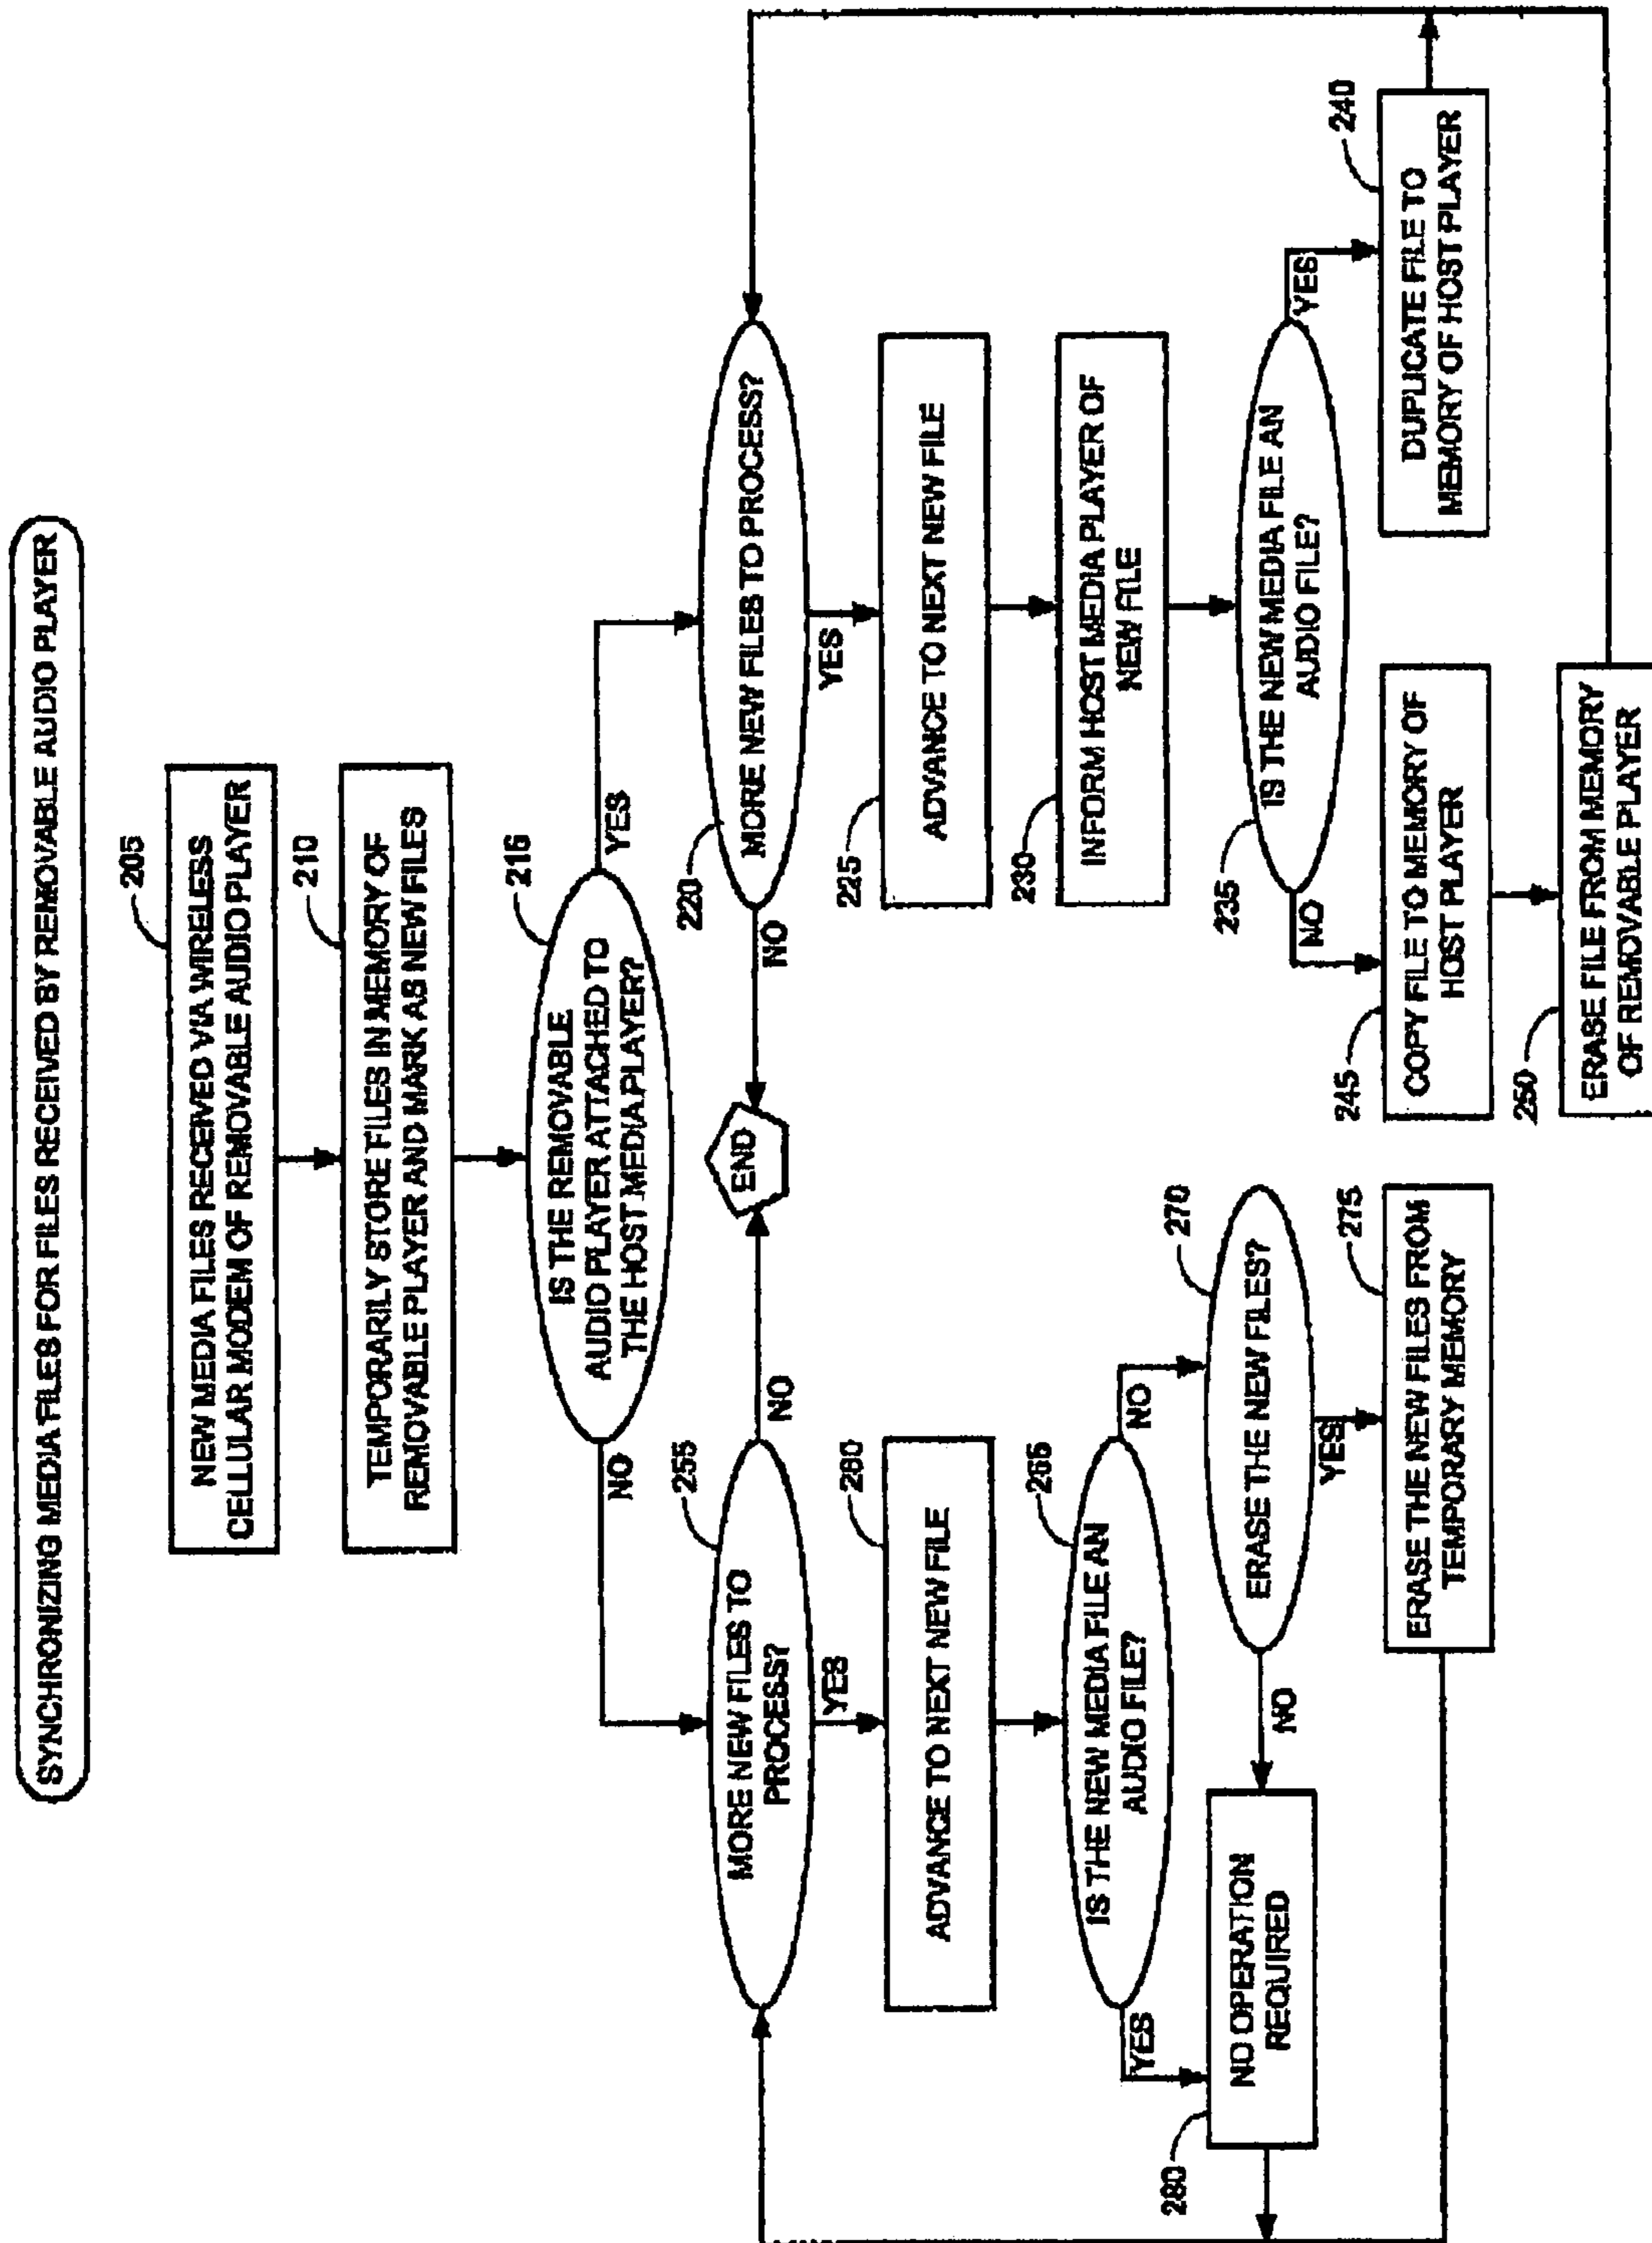 SYNCHRONIZING MEDIA FILES FOR FILES RECEIVED BY REMOVABLE AUDIO PLAYER
205
NEW MEDIA FILES RECEIVED VIA WIRELESS
CELLULAR MODEM OF REMOVABLE AUDIO PLAYER
210
TEMPORARILY STORE FILES IN MEMORY OF
REMOVABLE PLAYER AND MARK AS NEW FILES
215
IS THE REMOVABLE
AUDIO PLAYER ATTACHED TO
THE HOST MEDIA PLAYER?
NO
YES
255
MORE NEW FILES TO
PROCESS?
NO
END
NO
220
MORE NEW FILES TO PROCESS?
YES
YES
260
ADVANCE TO NEXT NEW FILE
225
ADVANCE TO NEXT NEW FILE
265
IS THE NEW MEDIA FILE AN
AUDIO FILE?
YES
NO
230
INFORM HOST MEDIA PLAYER OF
NEW FILE
280
NO OPERATION
REQUIRED
NO
270
ERASE THE NEW FILES?
YES
235
IS THE NEW MEDIA FILE AN
AUDIO FILE?
NO
YES
275
ERASE THE NEW FILES FROM
TEMPORARY MEMORY
245
COPY FILE TO MEMORY OF
HOST PLAYER
240
DUPLICATE FILE TO
MEMORY OF HOST PLAYER
250
ERASE FILE FROM MEMORY
OF REMOVABLE PLAYER